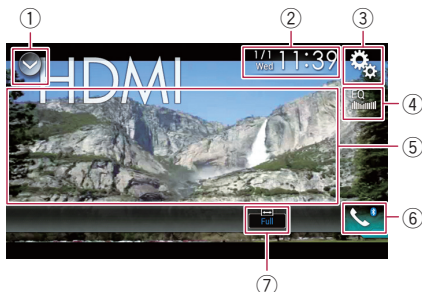 ① ② ③
HDMI
1/1
Wed
11:39
EQ
④
⑤
Full
⑥
⑦